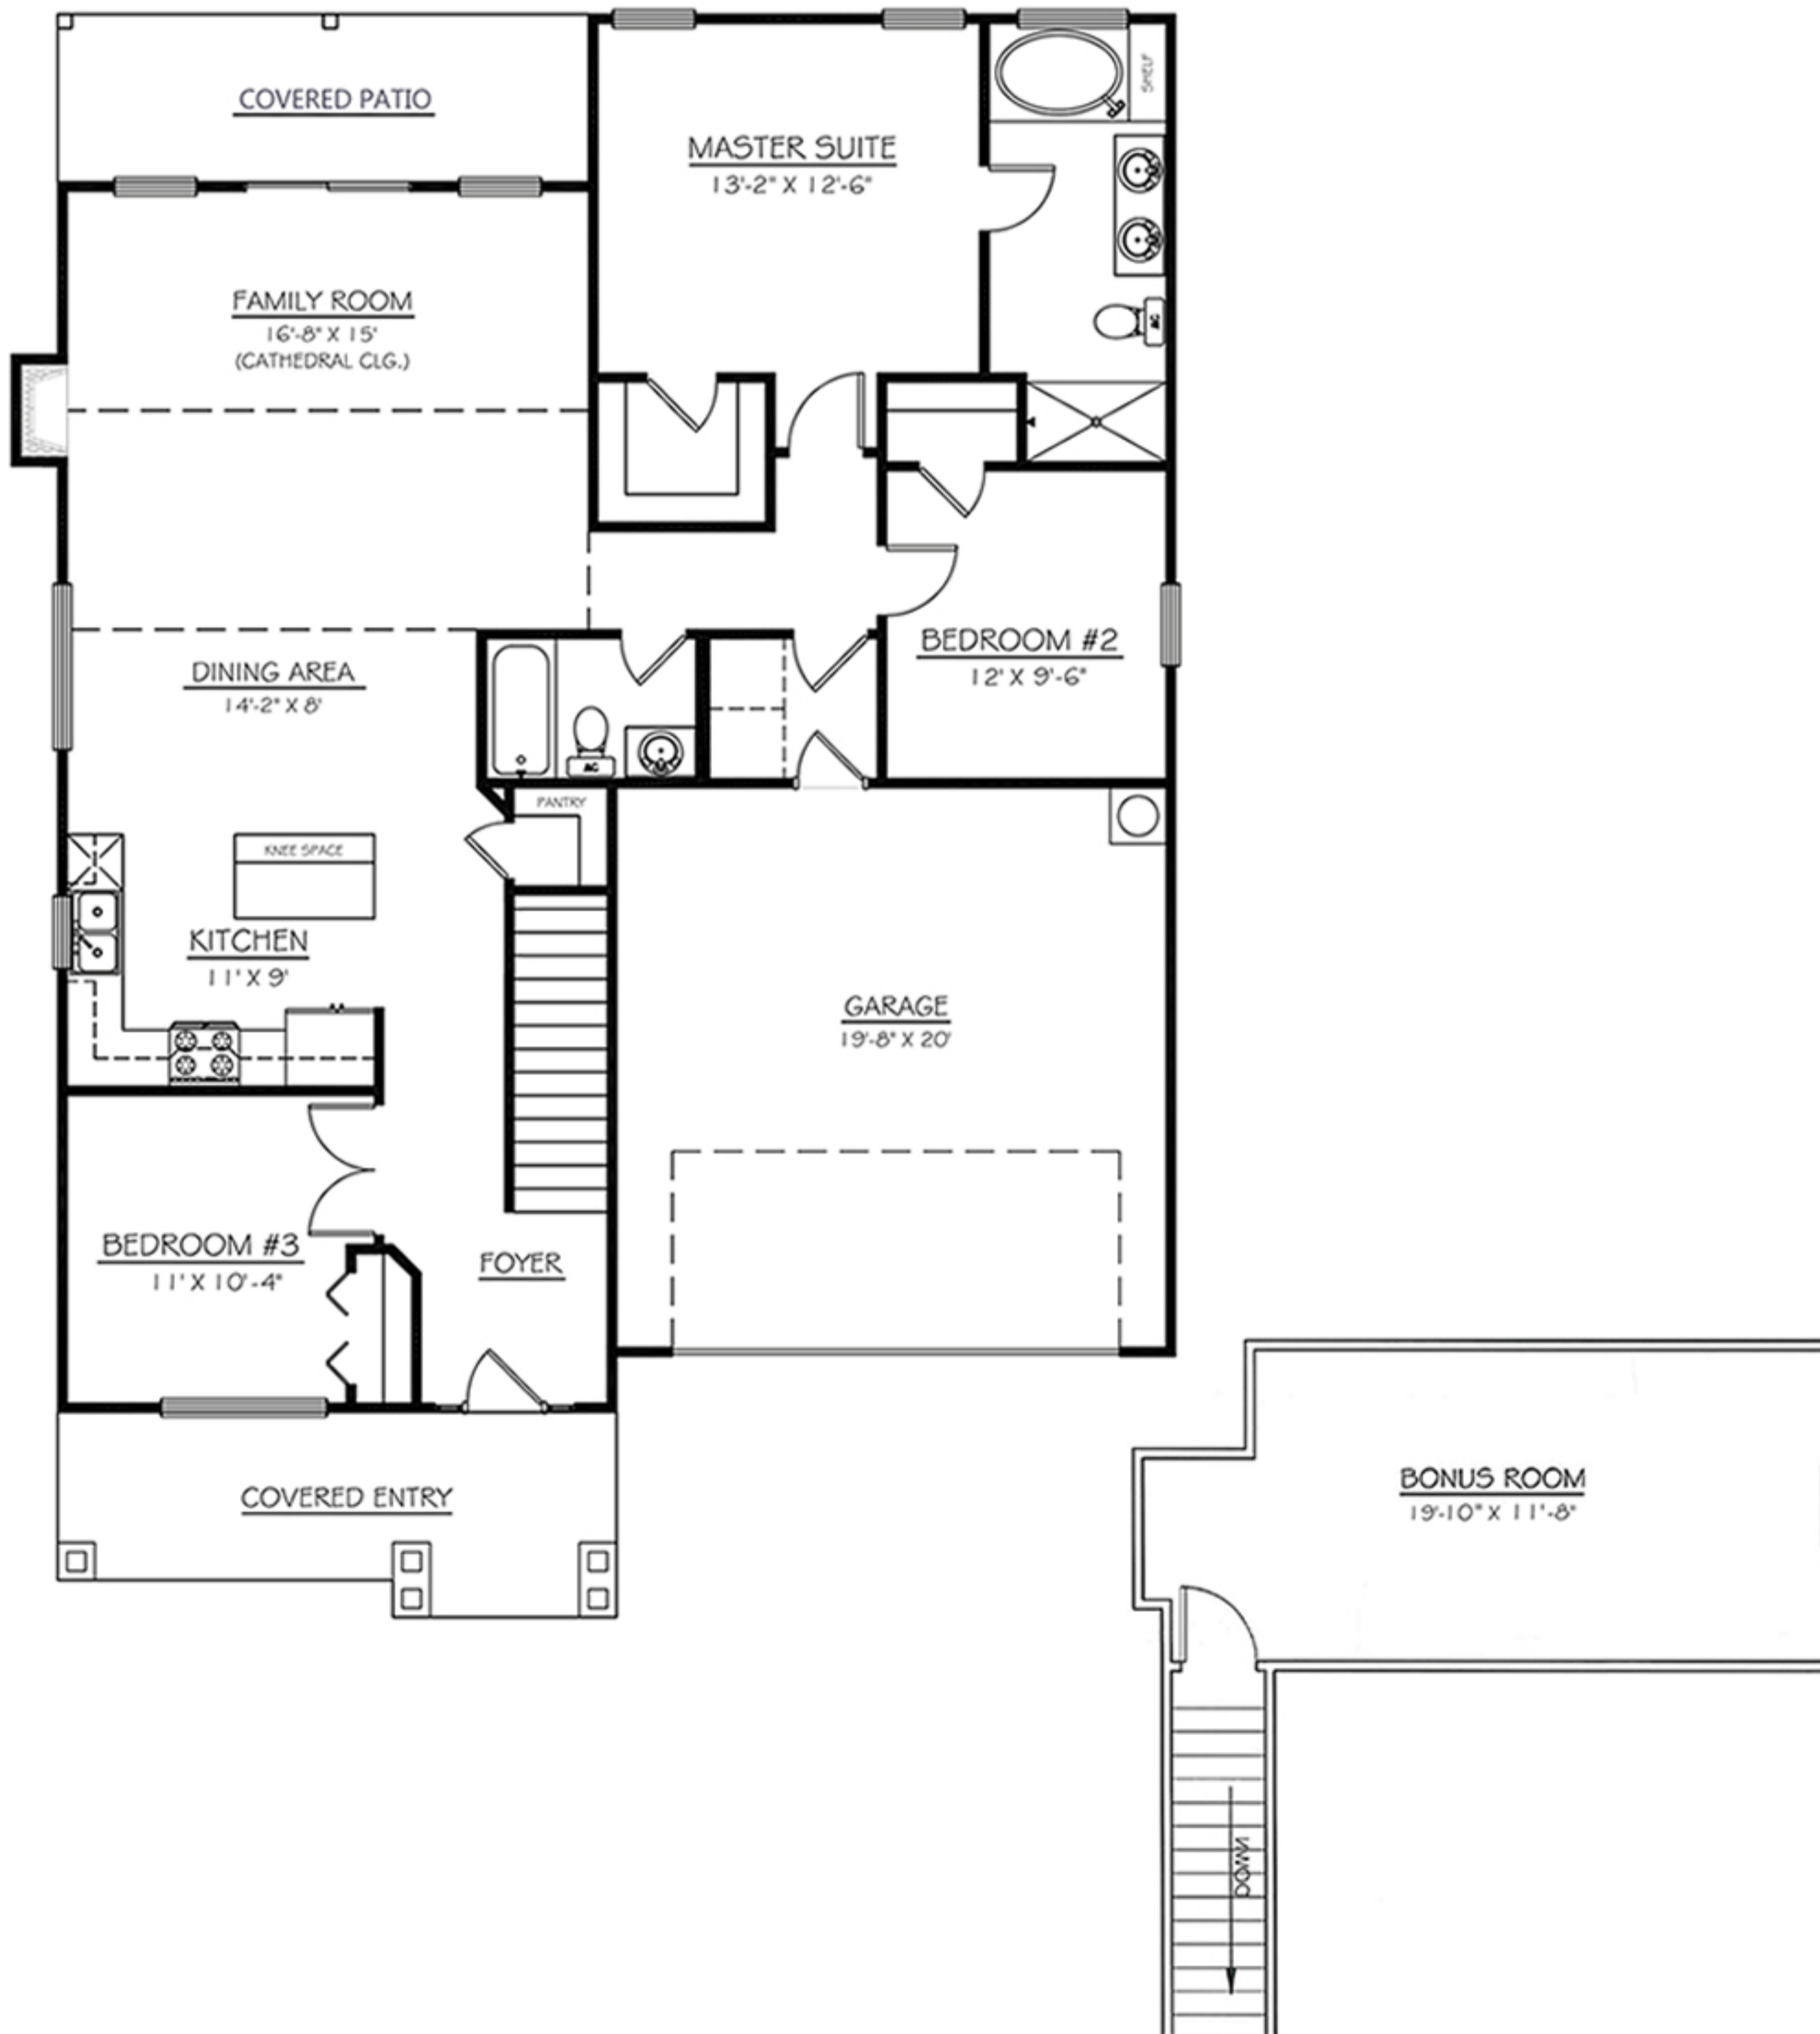 COVERED PATIO
SHELF
MASTER SUITE
13'-2" X 12'-6"
FAMILY ROOM
16'-8" X 15'
(CATHEDRAL CLG.)
BEDROOM #2
12' X 9'-6"
DINING AREA
14'-2" X 8'
PANTRY
KNEE SPACE
KITCHEN
11' X 9'
GARAGE
19'-8" X 20'
BEDROOM #3
11' X 10'-4"
FOYER
COVERED ENTRY
BONUS ROOM
19'-10" X 11'-8"
DOWN